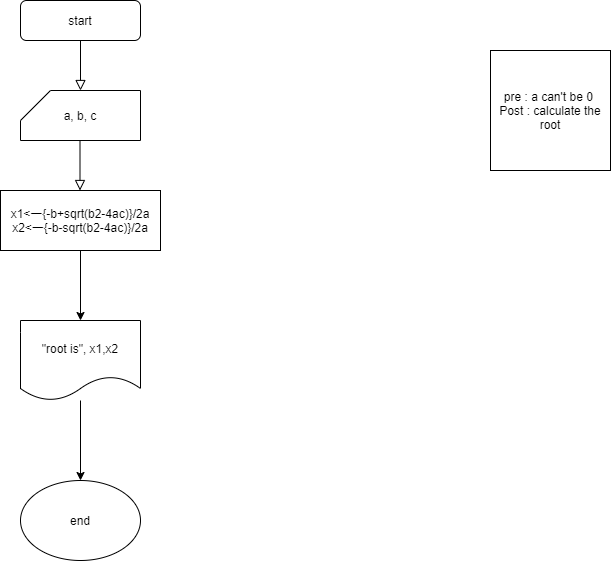 start
a, b, c
x1<ㅡ{-b+sqrt(b2-4ac)}/2a
x2<ㅡ{-b-sqrt(b2-4ac)}/2a
"root is", x1,x2
end
pre : a can't be 0
Post : calculate the
root